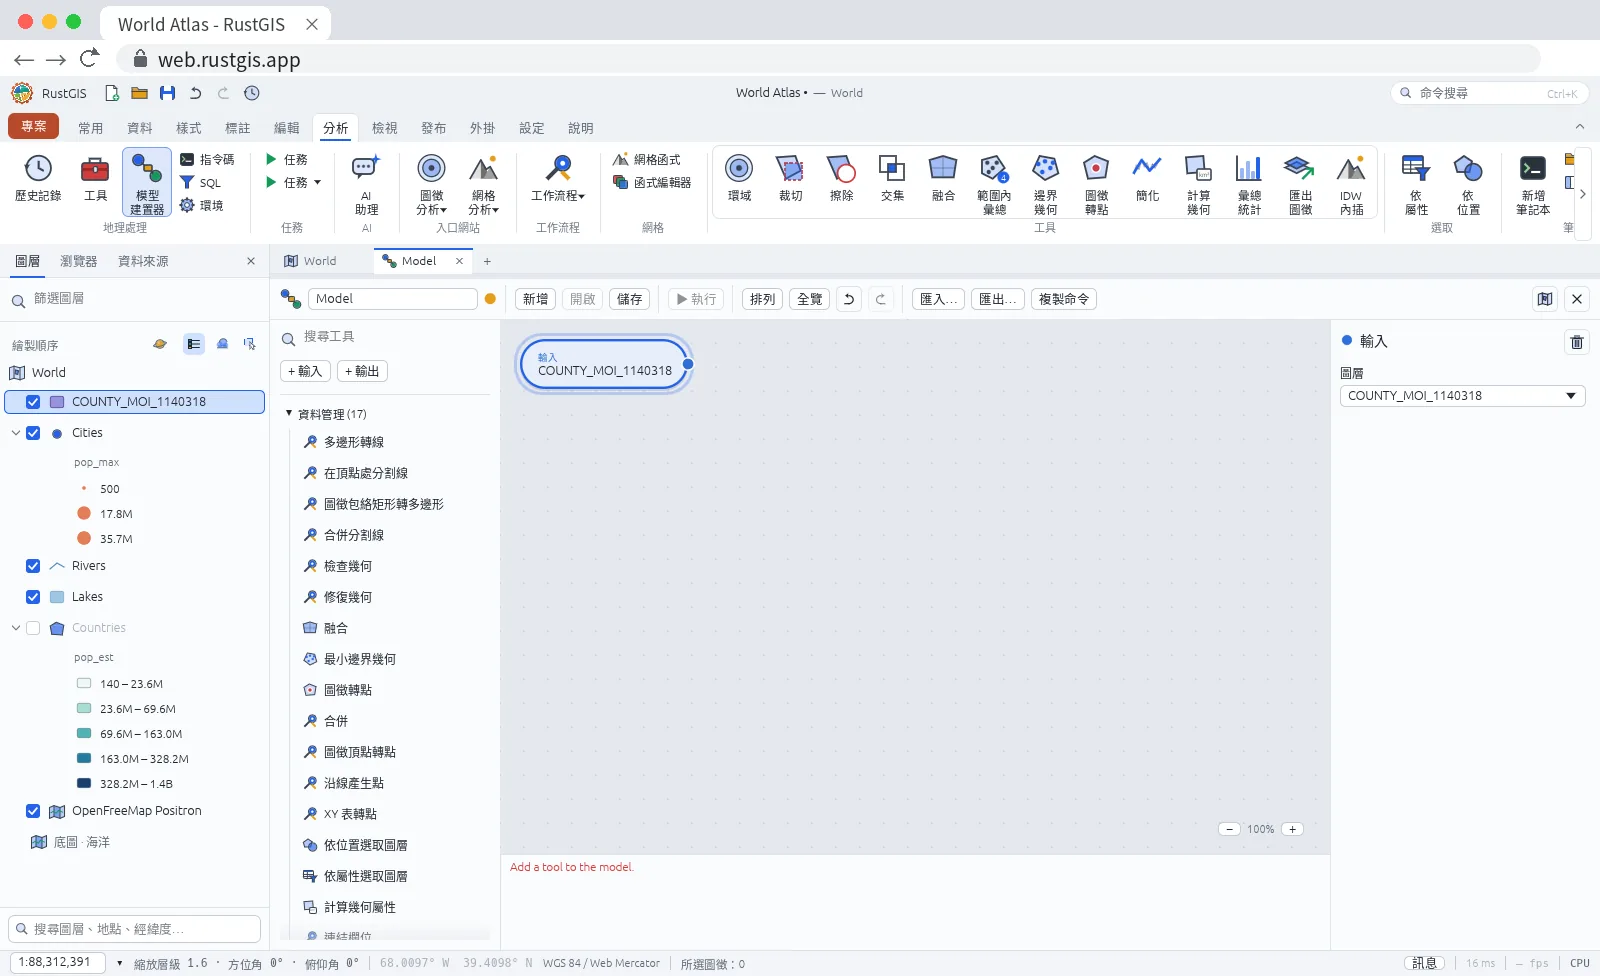 World Atlas - RustGIS
web.rustgis.app
RustGIS
World Atlas • — World
命令搜尋
Ctrl+K
專案
常用
資料
樣式
標註
編輯
分析
檢視
發布
外掛
設定
說明
歷史記錄
工具
模型
建置器
指令碼
SQL
環境
地理處理
任務
任務
任務
AI
助理
AI
圖徵
分析▾
網格
分析▾
入口網站
工作流程▾
工作流程
網格函式
函式編輯器
網格
環域
裁切
擦除
交集
融合
範圍內
彙總
邊界
幾何
圖徵
轉點
簡化
計算
幾何
彙總
統計
匯出
圖徵
IDW
內插
工具
依
屬性
依
位置
選取
新增
筆記本
圖層
瀏覽器
資料來源
World
Model
+
篩選圖層
Model
新增
開啟
儲存
執行
排列
全覽
匯入…
匯出…
複製命令
繪製順序
World
COUNTY_MOI_1140318
Cities
pop_max
500
17.8M
35.7M
Rivers
Lakes
Countries
pop_est
140 – 23.6M
23.6M – 69.6M
69.6M – 163.0M
163.0M – 328.2M
328.2M – 1.4B
OpenFreeMap Positron
底圖 · 海洋
搜尋圖層、地點、經緯度…
搜尋工具
+ 輸入
+ 輸出
資料管理 (17)
多邊形轉線
在頂點處分割線
圖徵包絡矩形轉多邊形
合併分割線
檢查幾何
修復幾何
融合
最小邊界幾何
圖徵轉點
合併
圖徵頂點轉點
沿線產生點
XY 表轉點
依位置選取圖層
依屬性選取圖層
計算幾何屬性
連結欄位
輸入
COUNTY_MOI_1140318
− 100% +
Add a tool to the model.
輸入
圖層
COUNTY_MOI_1140318
1:88,312,391
縮放層級 1.6 · 方位角 0° · 俯仰角 0°
68.0097° W 39.4098° N
WGS 84 / Web Mercator
所選圖徵：0
訊息
16 ms
— fps
CPU